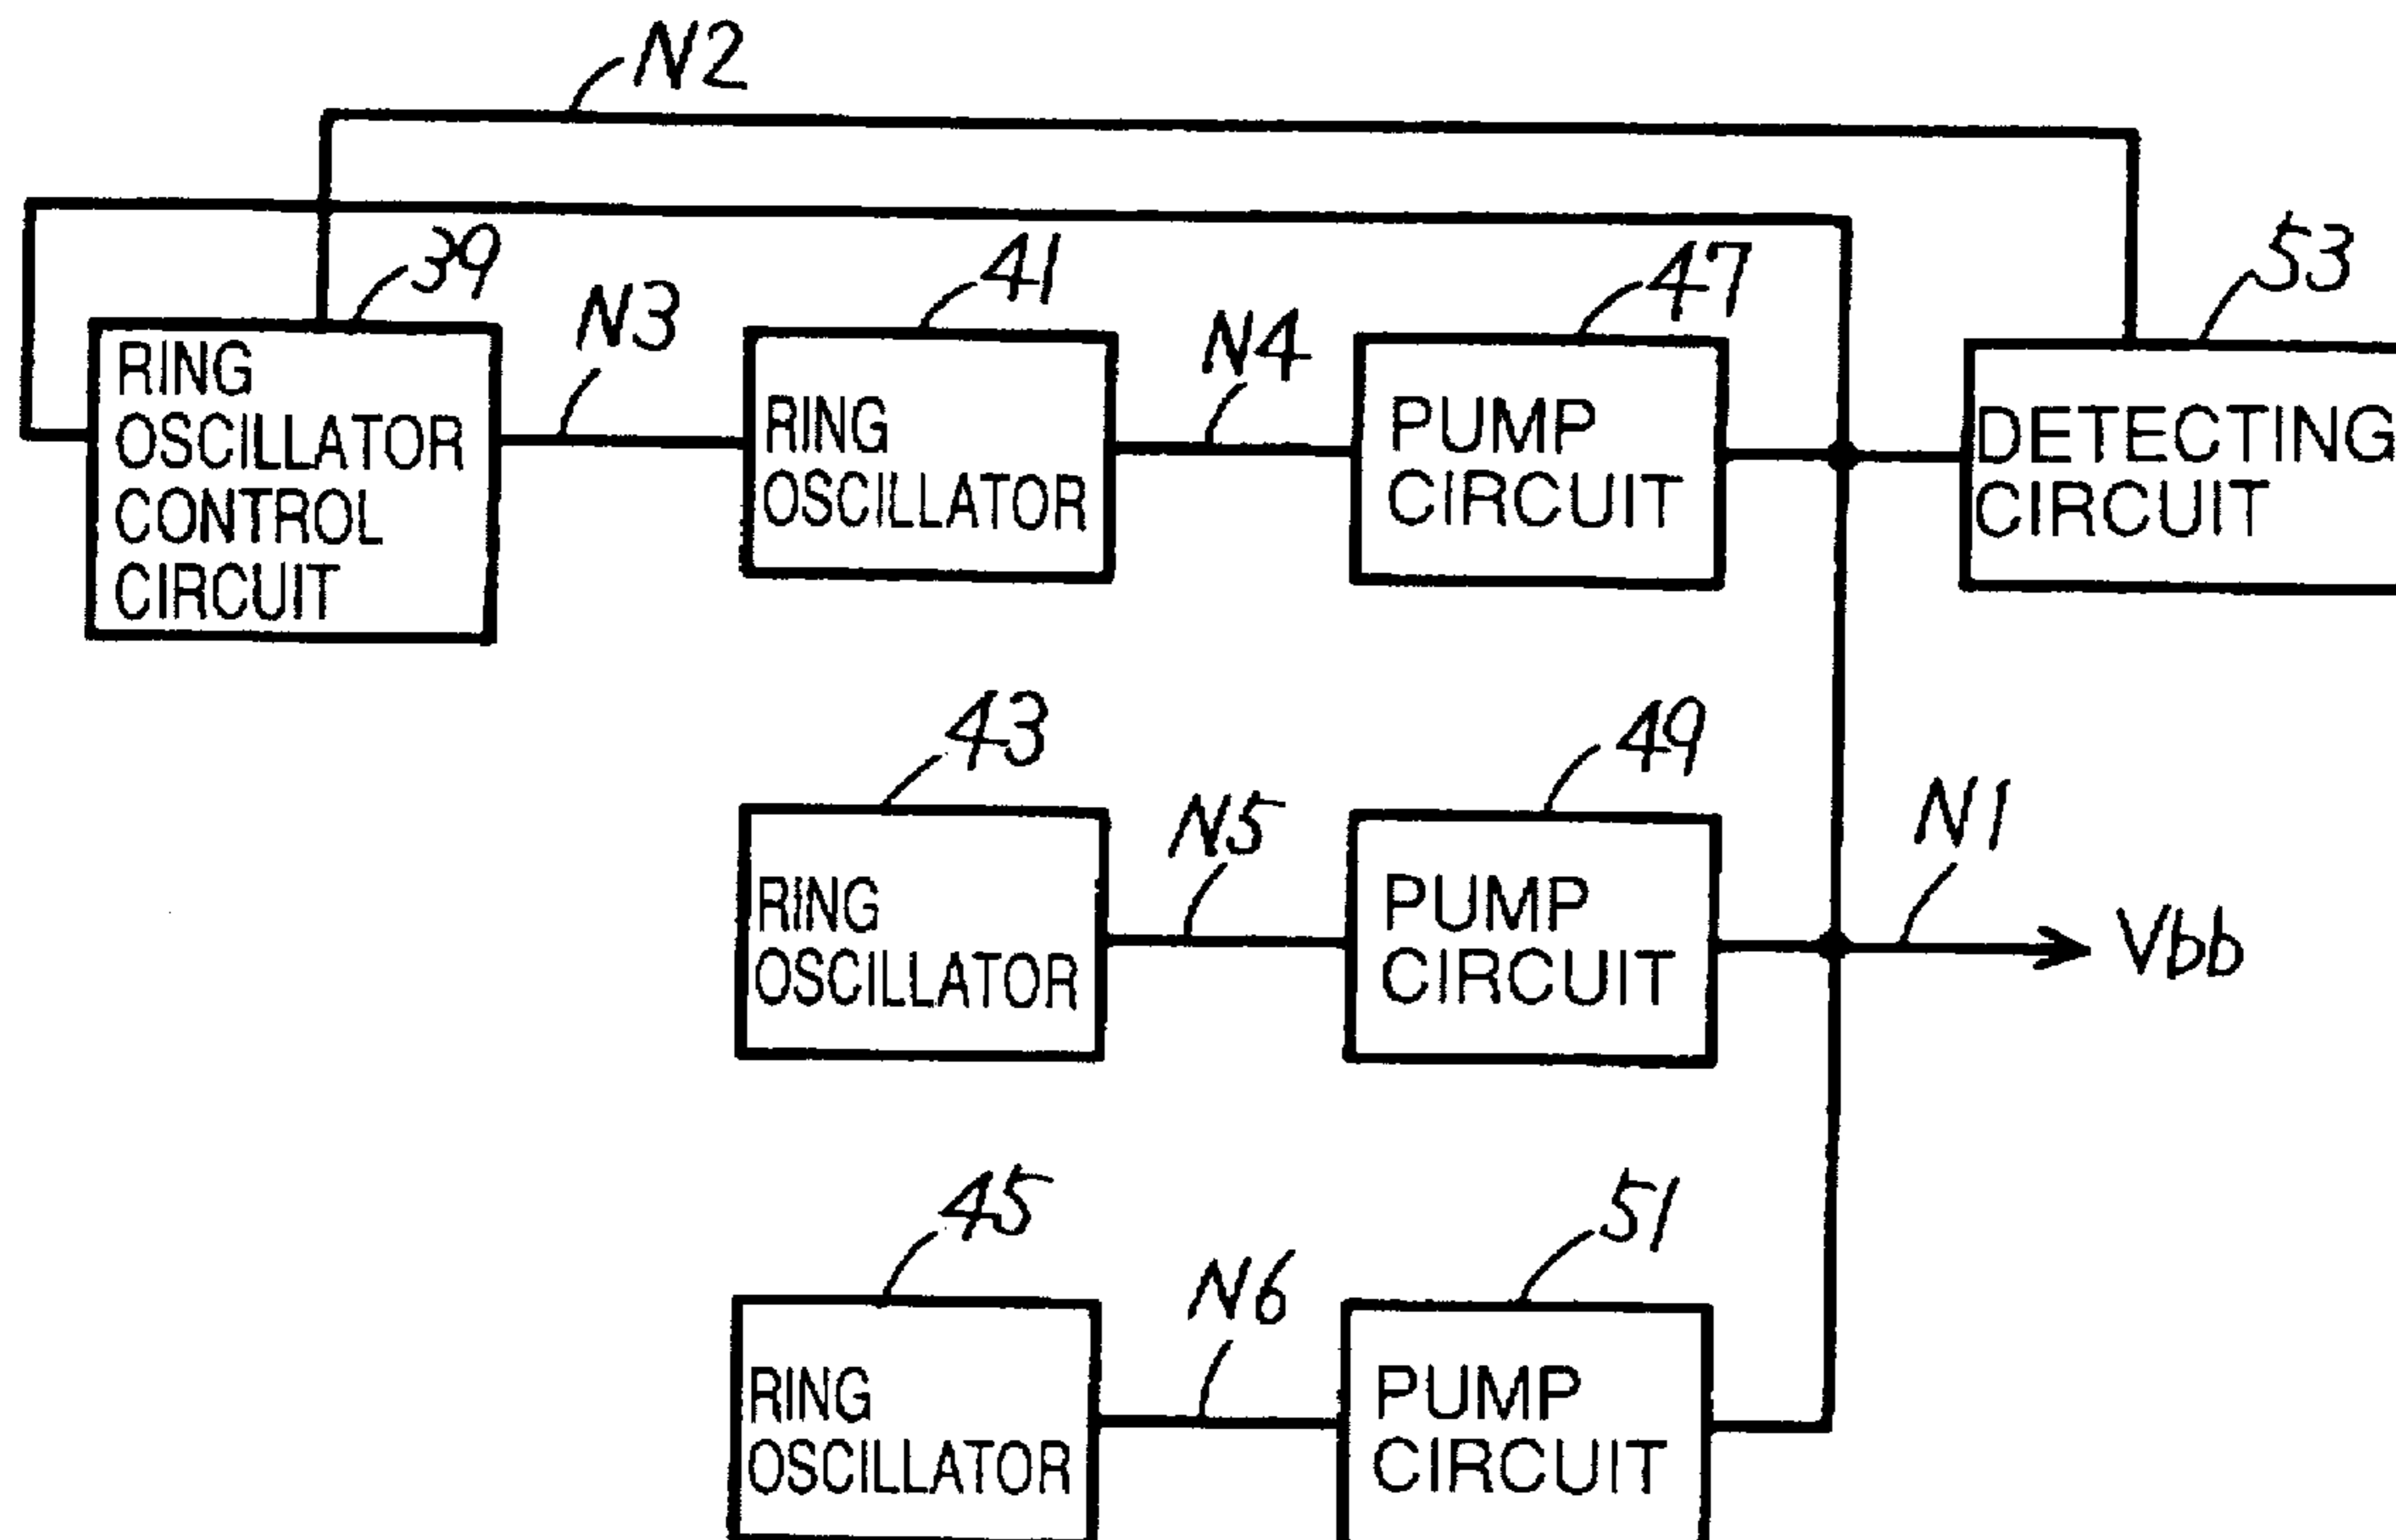 N2
39
N3
41
N4
47
53
RING
OSCILLATOR
CONTROL
CIRCUIT
RING
OSCILLATOR
PUMP
CIRCUIT
DETECTING
CIRCUIT
43
N5
49
N1
RING
OSCILLATOR
PUMP
CIRCUIT
Vbb
45
N6
51
RING
OSCILLATOR
PUMP
CIRCUIT